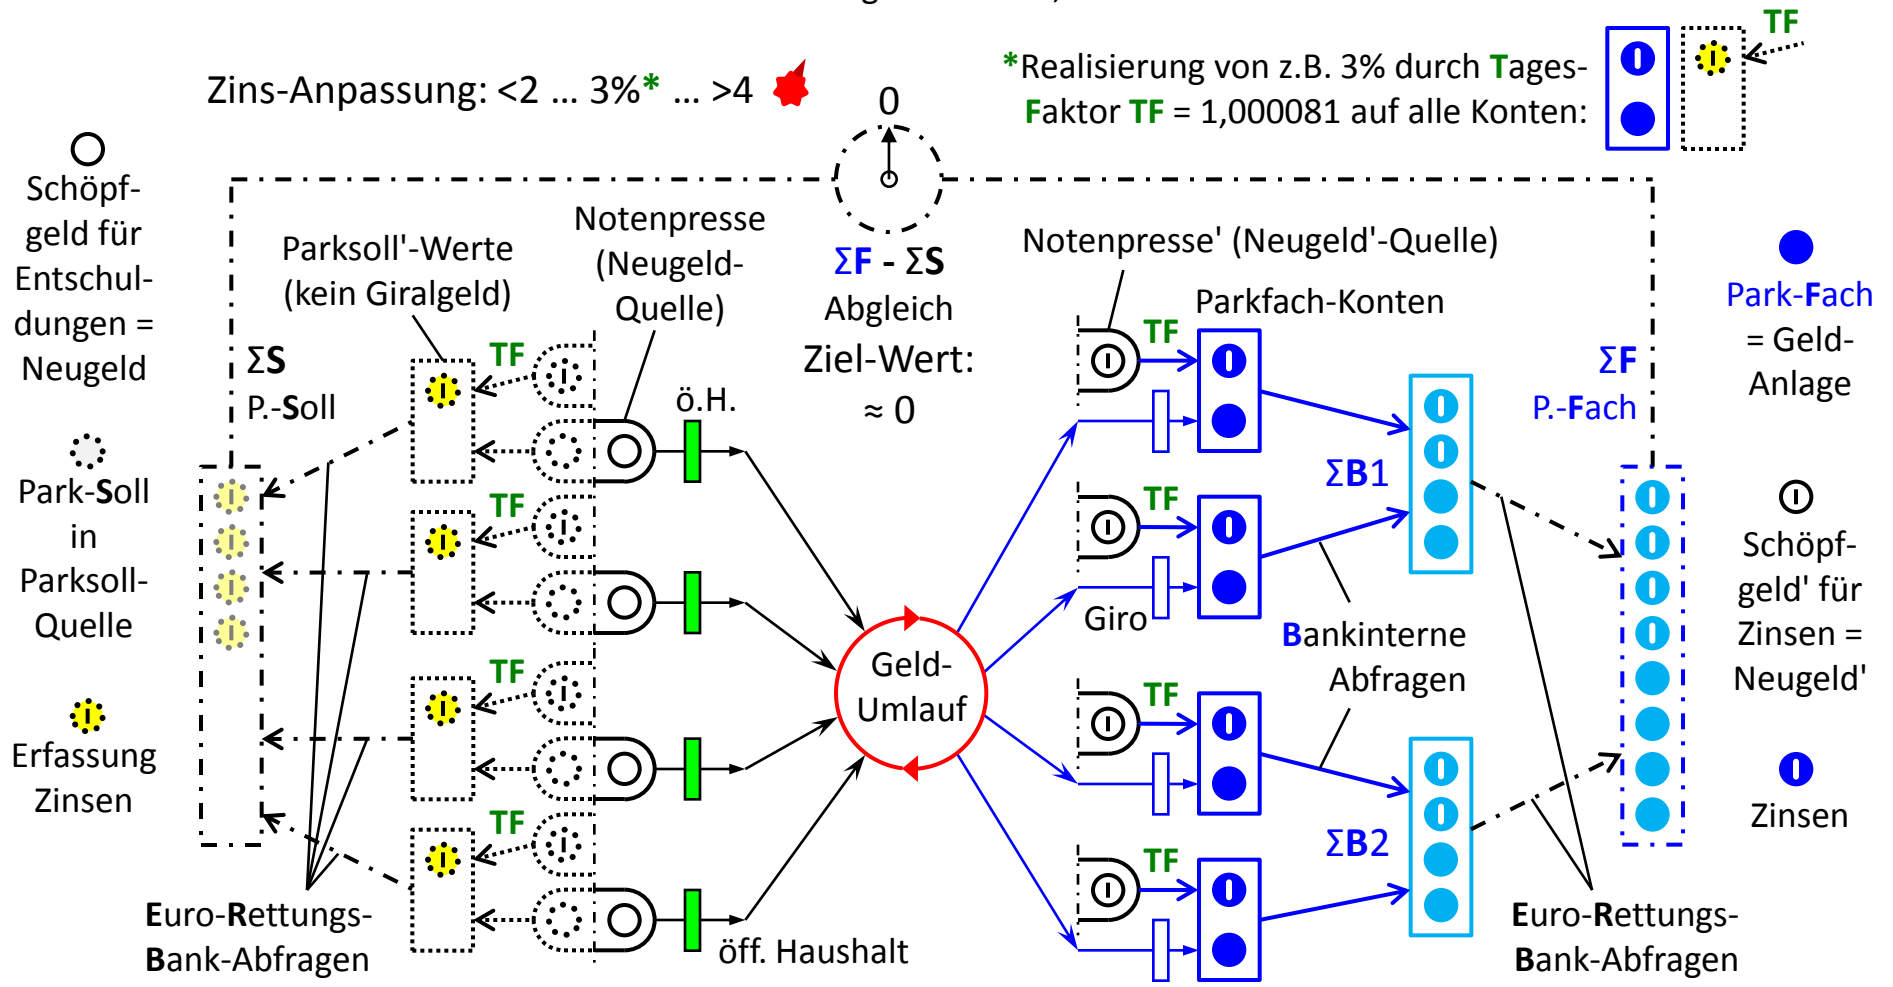 TF
*Realisierung von z.B. 3% durch Tages-
Faktor TF = 1,000081 auf alle Konten:
Zins-Anpassung: <2 ... 3%* ... >4
0
Schöpf-
geld für
Entschul-
dungen =
Neugeld
Park-Soll
in
Parksoll-
Quelle
Erfassung
Zinsen
ΣS
P.-Soll
Parksoll'-Werte
(kein Giralgeld)
Notenpresse
(Neugeld-
Quelle)
ΣF - ΣS
Abgleich
Ziel-Wert:
≈ 0
Notenpresse' (Neugeld'-Quelle)
Parkfach-Konten
TF
TF
TF
TF
ö.H.
öff. Haushalt
Geld-
Umlauf
TF
TF
TF
TF
Giro
ΣB1
Bankinterne
Abfragen
ΣB2
ΣF
P.-Fach
Park-Fach
= Geld-
Anlage
Schöpf-
geld' für
Zinsen =
Neugeld'
Zinsen
Euro-Rettungs-
Bank-Abfragen
Euro-Rettungs-
Bank-Abfragen